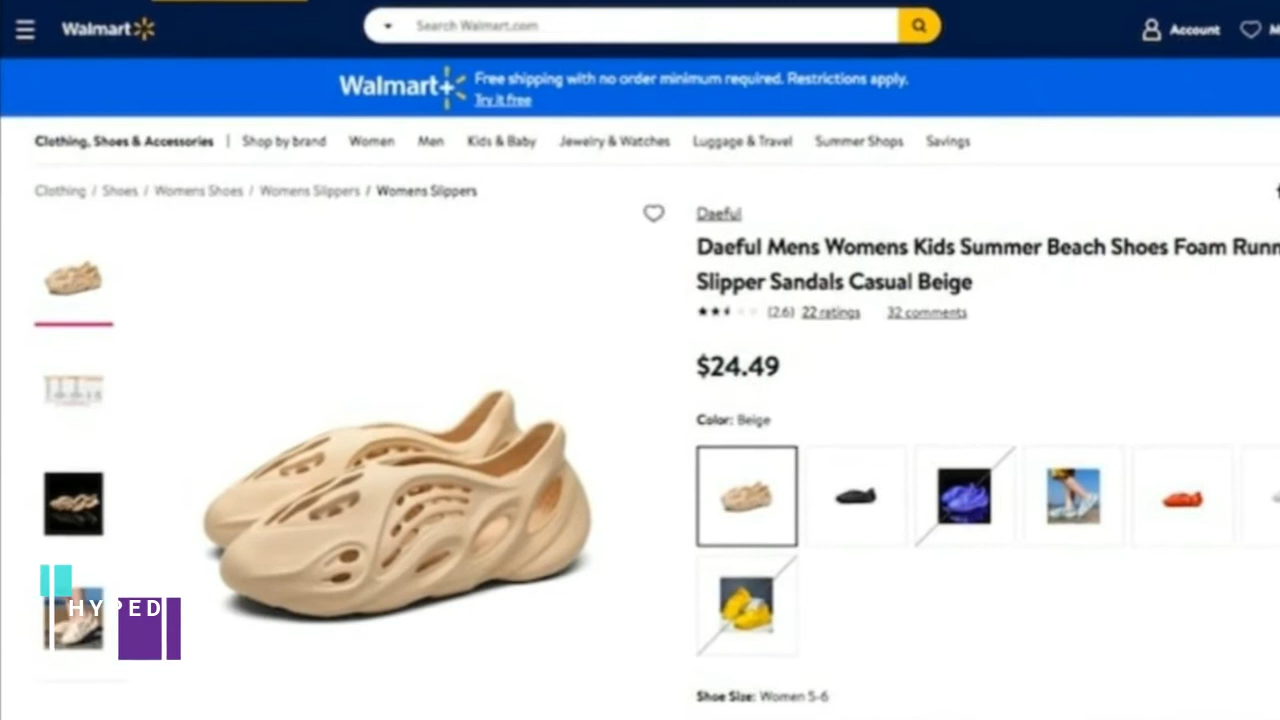 Walmart
Search Walmart.com
Account
Walmart+
Free shipping with no order minimum required. Restrictions apply.
Try it free
Clothing, Shoes & Accessories | Shop by brand Women Men Kids & Baby Jewelry & Watches Luggage & Travel Summer Shops Savings
Clothing / Shoes / Womens Shoes / Womens Slippers / Womens Slippers
Daeful
Daeful Mens Womens Kids Summer Beach Shoes Foam Runn
Slipper Sandals Casual Beige
(2.6) 22 ratings 32 comments
$24.49
Color: Beige
HYPED
Shoe Size: Women 5-6